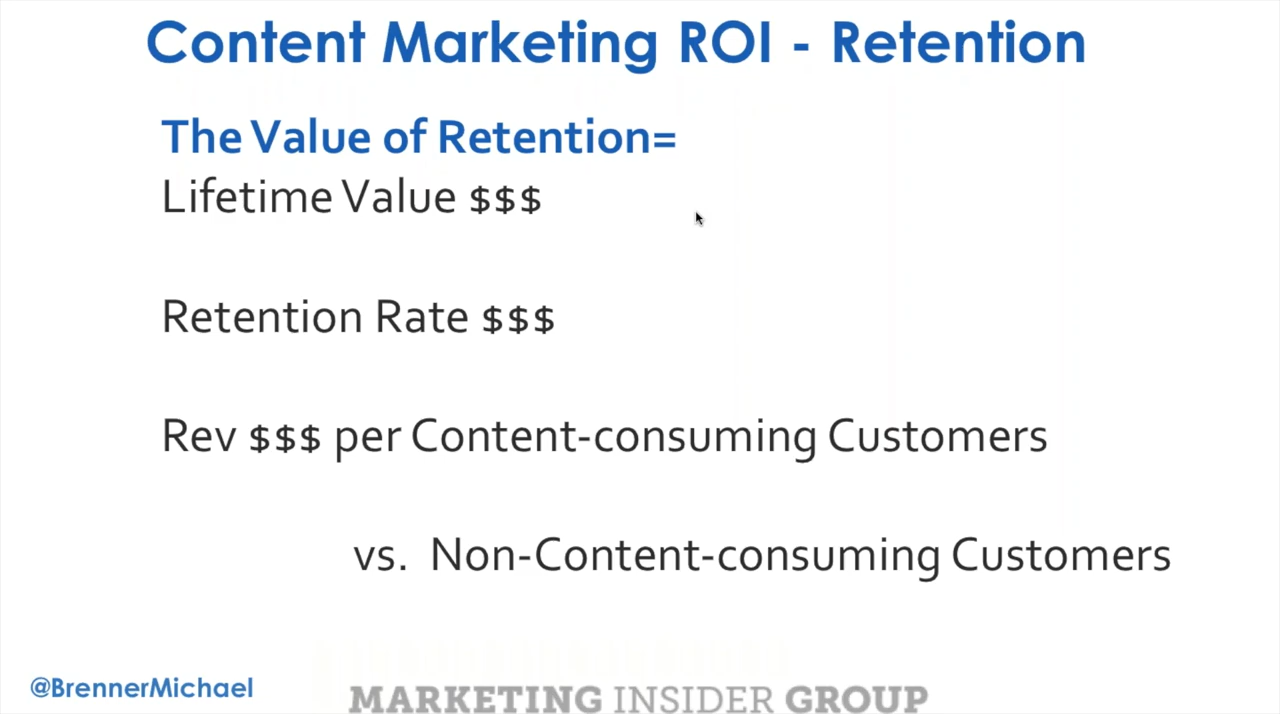 Content Marketing ROI - Retention
The Value of Retention=
Lifetime Value $$$
Retention Rate $$$
Rev $$$ per Content-consuming Customers
vs. Non-Content-consuming Customers
@BrennerMichael
MARKETING INSIDER GROUP